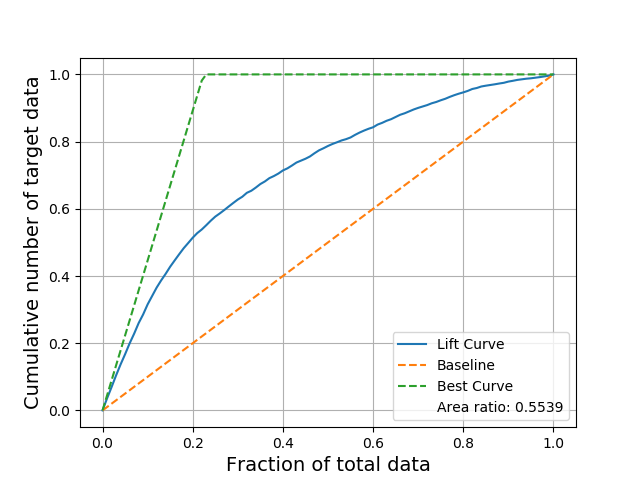 1.0
0.8
0.6
0.4
0.2
0.0
Cumulative number of target data
0.0 0.2 0.4 0.6 0.8 1.0
Fraction of total data
Lift Curve
Baseline
Best Curve
Area ratio: 0.5539